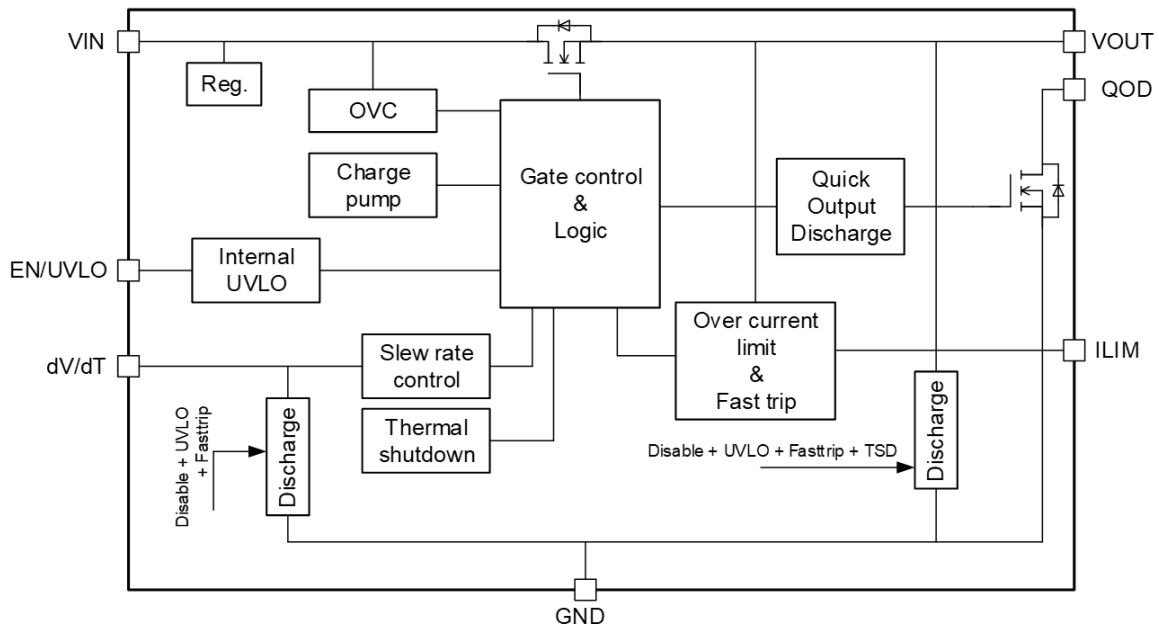 VIN
VOUT
Reg.
QOD
OVC
Charge
pump
Gate control
&
Logic
Quick
Output
Discharge
EN/UVLO
Internal
UVLO
Over current
limit
&
Fast trip
ILIM
dV/dT
Slew rate
control
Discharge
Disable + UVLO
+ Fasttrip
Thermal
shutdown
Disable + UVLO + Fasttrip + TSD
Discharge
GND